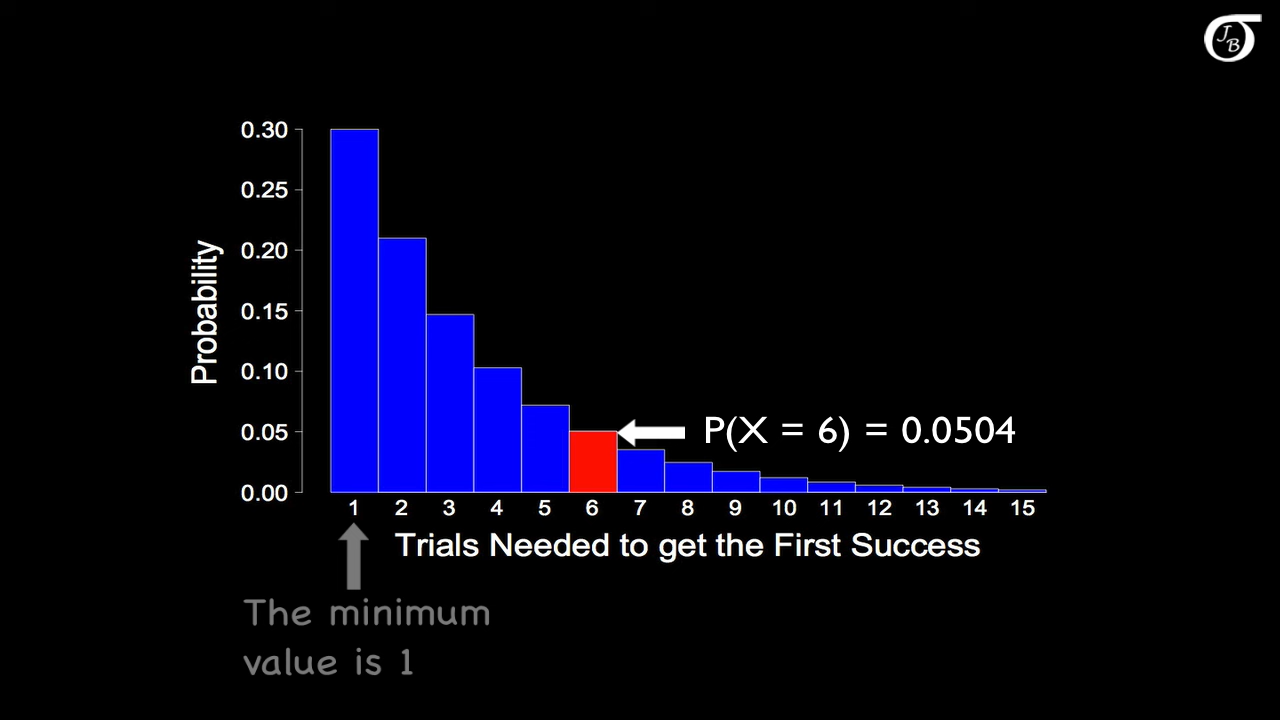 J
B
0.30
0.25
0.20
0.15
0.10
0.05
0.00
Probability
P(X = 6) = 0.0504
1 2 3 4 5 6 7 8 9 10 11 12 13 14 15
Trials Needed to get the First Success
The minimum
value is 1